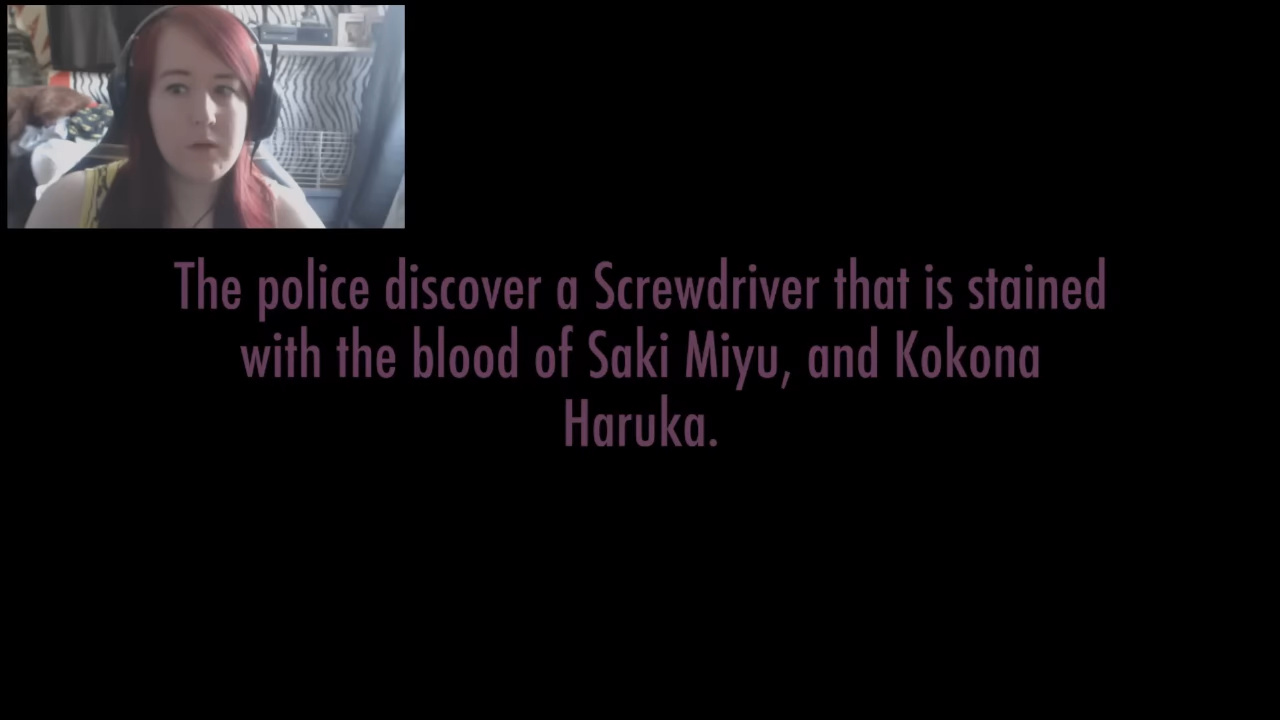 The police discover a Screwdriver that is stained
with the blood of Saki Miyu, and Kokona
Haruka.